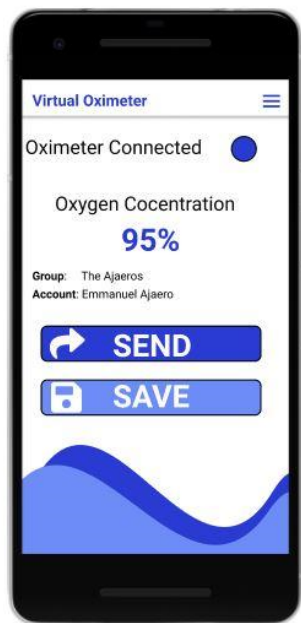 Virtual Oximeter
Oximeter Connected
Oxygen Cocentration
95%
Group: The Ajaeros
Account: Emmanuel Ajaero
SEND
SAVE